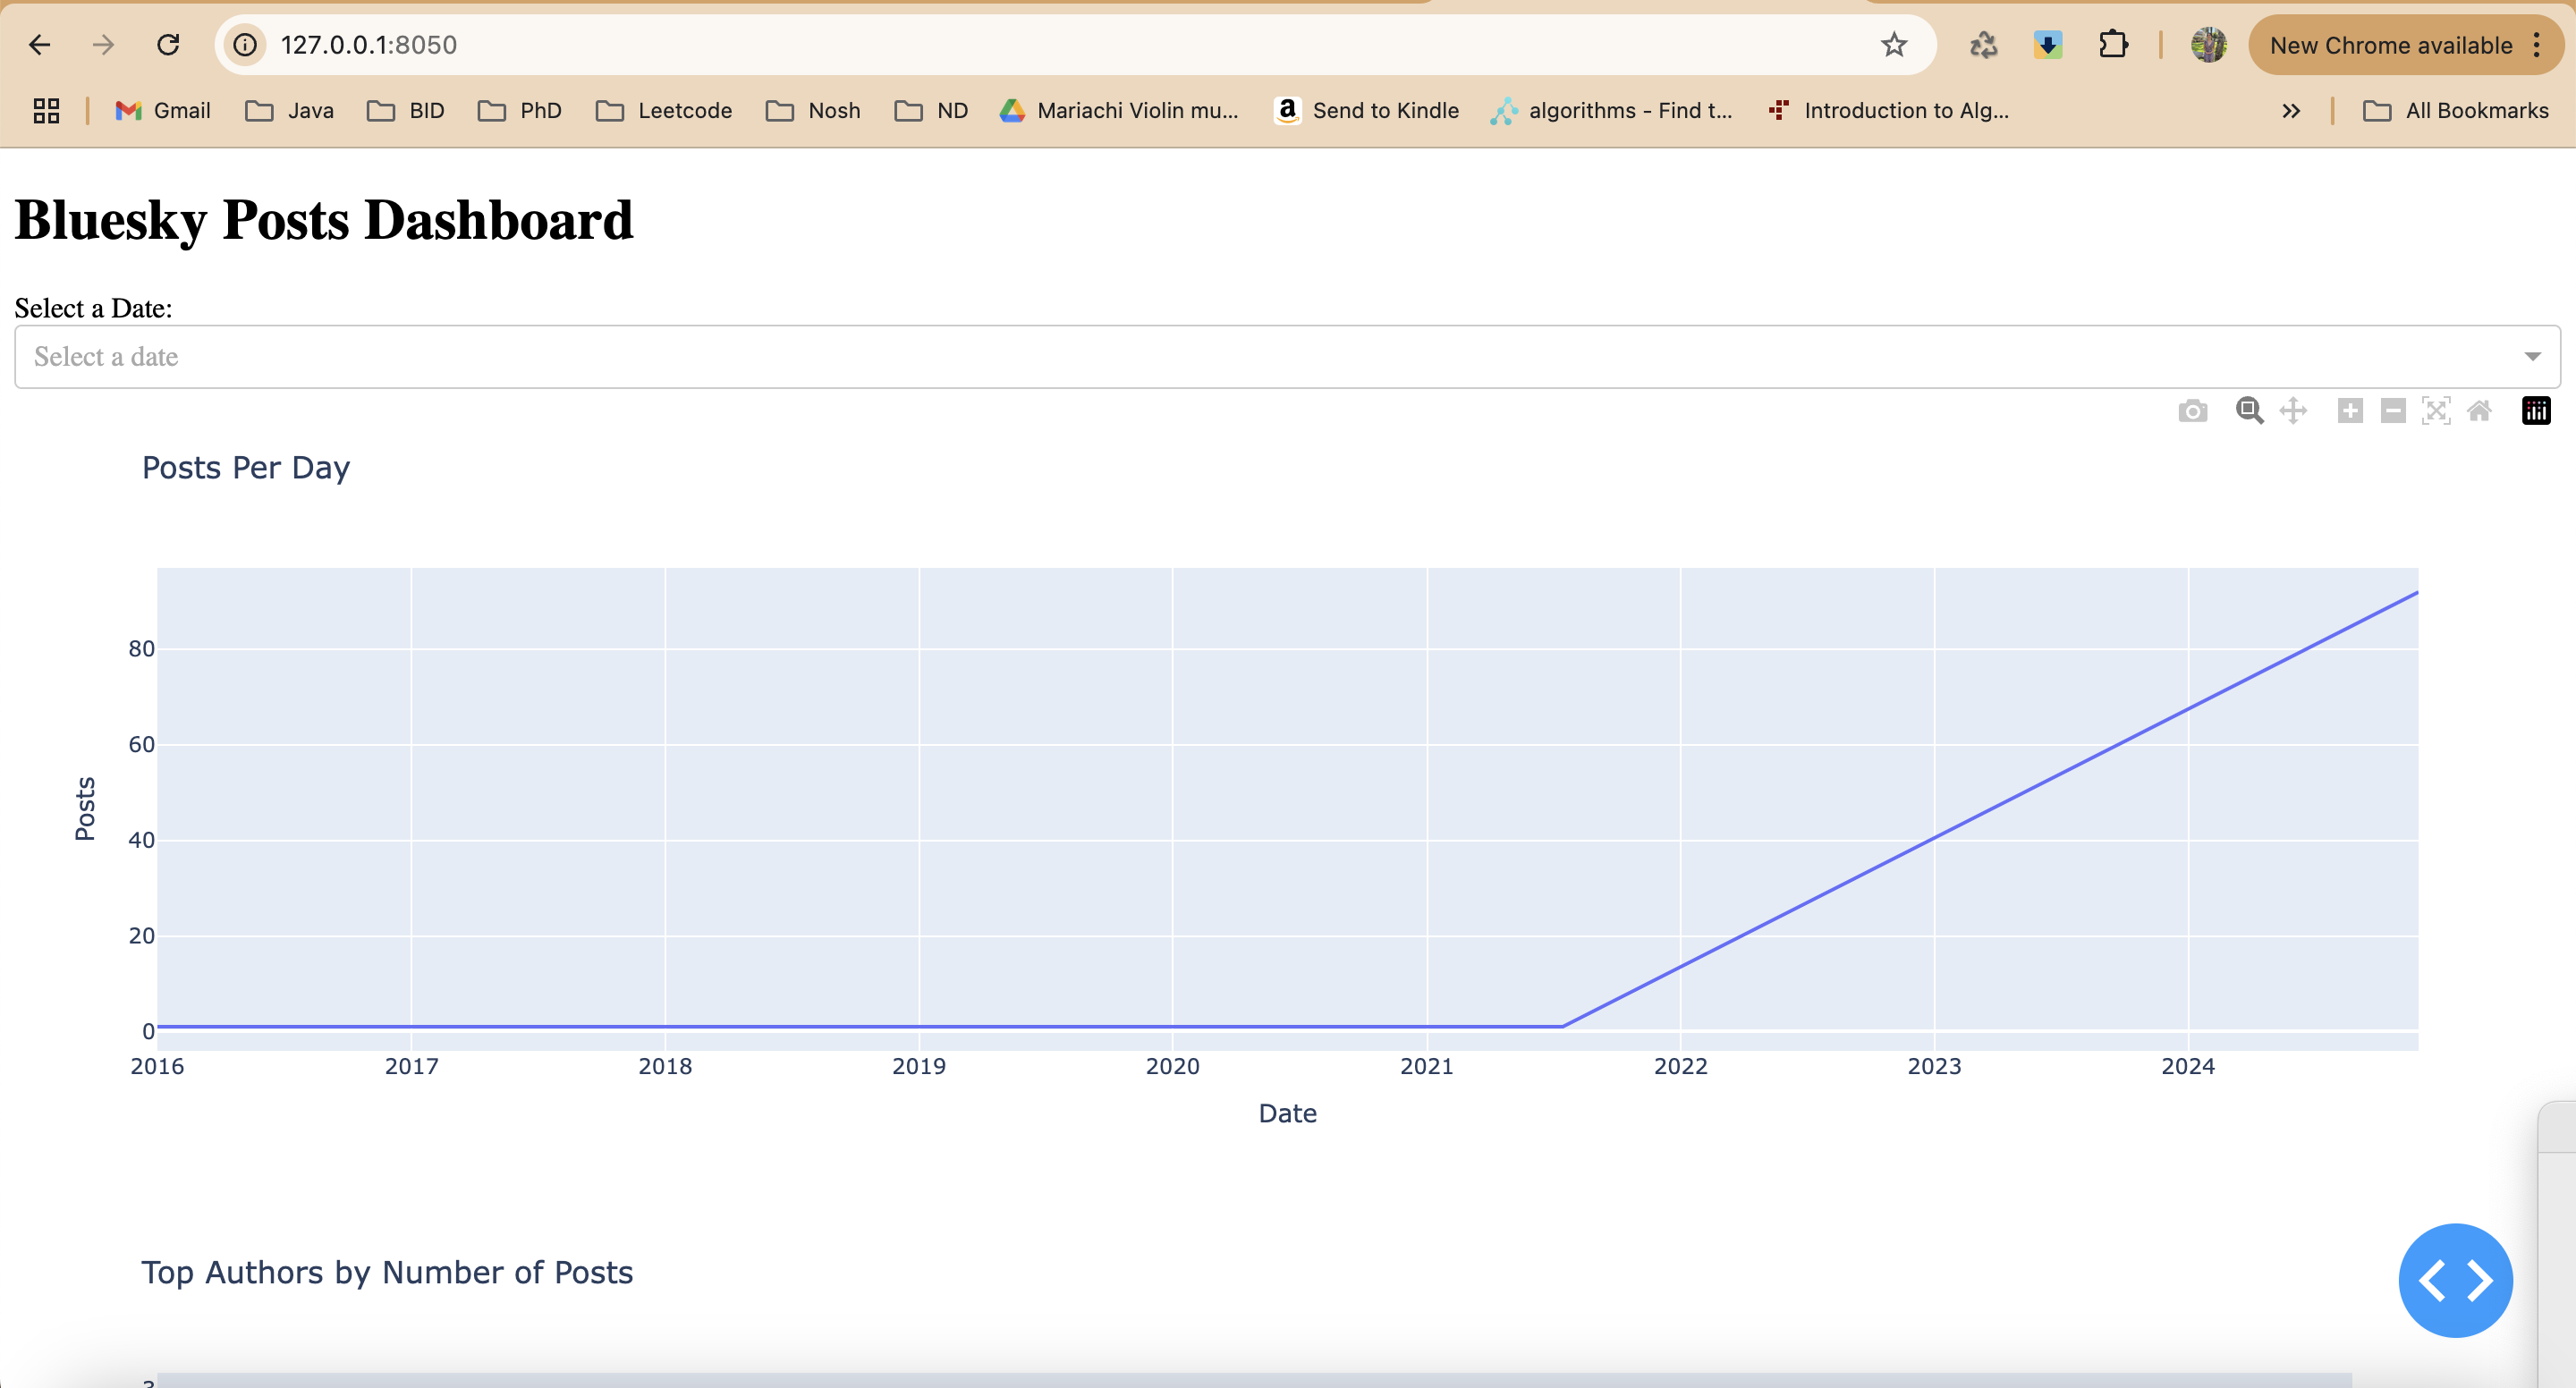 127.0.0.1:8050
New Chrome available
Gmail
Java
BID
PhD
Leetcode
Nosh
ND
Mariachi Violin mu...
Send to Kindle
algorithms - Find t...
Introduction to Alg...
All Bookmarks
Bluesky Posts Dashboard
Select a Date:
Select a date
Posts Per Day
80
60
40
20
0
Posts
2016 2017 2018 2019 2020 2021 2022 2023 2024
Date
Top Authors by Number of Posts
3